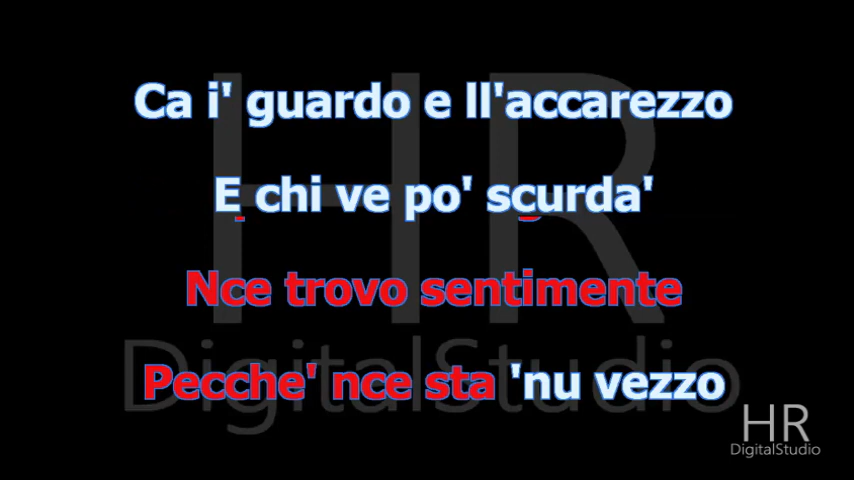 Ca i' guardo e ll'accarezzo
E chi ve po' scurda'
Nce trovo sentimente
Pecche' nce sta 'nu vezzo
HR
DigitalStudio
HR
DigitalStudio